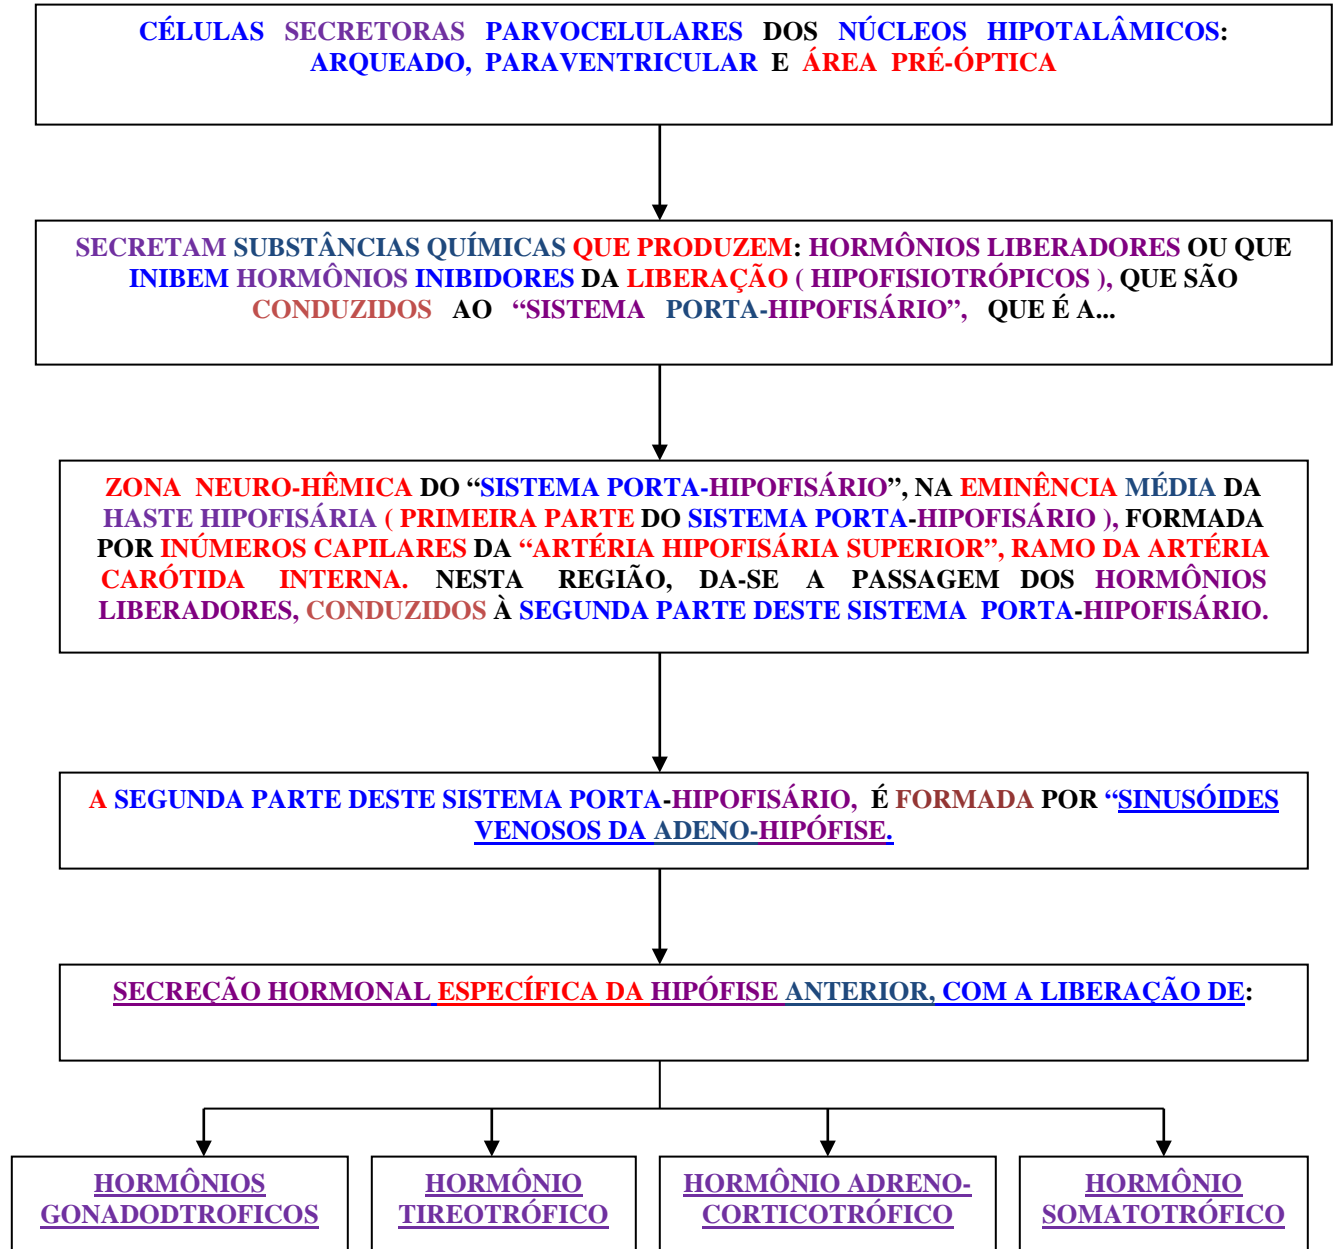 CÉLULAS SECRETORAS PARVOCELULARES DOS NÚCLEOS HIPOTALÂMICOS:
ARQUEADO, PARAVENTRICULAR E ÁREA PRÉ-ÓPTICA
SECRETAM SUBSTÂNCIAS QUÍMICAS QUE PRODUZEM: HORMÔNIOS LIBERADORES OU QUE
INIBEM HORMÔNIOS INIBIDORES DA LIBERAÇÃO ( HIPOFISIOTRÓPICOS ), QUE SÃO
CONDUZIDOS AO “SISTEMA PORTA-HIPOFISÁRIO”, QUE É A...
ZONA NEURO-HÊMICA DO “SISTEMA PORTA-HIPOFISÁRIO”, NA EMINÊNCIA MÉDIA DA
HASTE HIPOFISÁRIA ( PRIMEIRA PARTE DO SISTEMA PORTA-HIPOFISÁRIO ), FORMADA
POR INÚMEROS CAPILARES DA “ARTÉRIA HIPOFISÁRIA SUPERIOR”, RAMO DA ARTÉRIA
CARÓTIDA INTERNA. NESTA REGIÃO, DA-SE A PASSAGEM DOS HORMÔNIOS
LIBERADORES, CONDUZIDOS À SEGUNDA PARTE DESTE SISTEMA PORTA-HIPOFISÁRIO.
A SEGUNDA PARTE DESTE SISTEMA PORTA-HIPOFISÁRIO, É FORMADA POR “SINUSÓIDES
VENOSOS DA ADENO-HIPÓFISE.
SECREÇÃO HORMONAL ESPECÍFICA DA HIPÓFISE ANTERIOR, COM A LIBERAÇÃO DE:
HORMÔNIOS
GONADODTROFICOS
HORMÔNIO
TIREOTRÓFICO
HORMÔNIO ADRENO-
CORTICOTRÓFICO
HORMÔNIO
SOMATOTRÓFICO